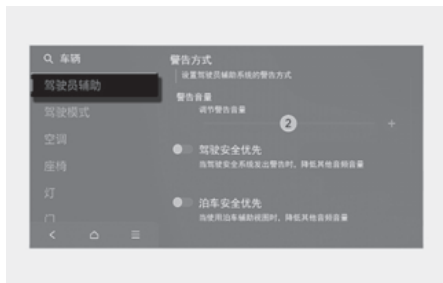 车辆
驾驶员辅助
驾驶模式
空调
座椅
灯
门
警告方式
设置驾驶员辅助系统的警告方式
警告音量
调节警告音量
2
+
驾驶安全优先
当驾驶安全系统发出警告时，降低其他音频音量
泊车安全优先
当使用泊车辅助视图时，降低其他音频音量